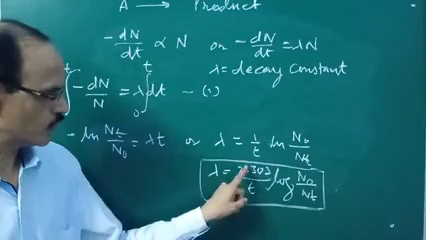 A → Product
-dN/dt ∝ N or -dN/dt = λN
λ = decay constant
∫ -dN/N = λ ∫₀ᵗ dt — (1)
-ln Nt/N0 = λt or λ = 1/t ln N0/Nt
λ = 2.303/t log N0/Nt